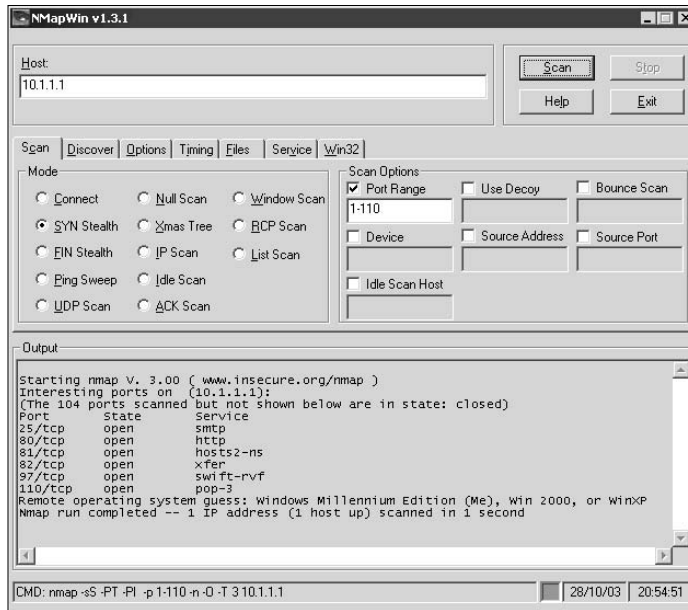 NMapWin v1.3.1
Host:
10.1.1.1
Scan Stop
Help Exit
Scan Discover Options Timing Files Service Win32
Mode
Connect Null Scan Window Scan
SYN Stealth Xmas Tree RCP Scan
FIN Stealth IP Scan List Scan
Ping Sweep Idle Scan
UDP Scan ACK Scan
Scan Options
Port Range Use Decoy Bounce Scan
1-110
Device Source Address Source Port
Idle Scan Host
Output
Starting nmap V. 3.00 ( www.insecure.org/nmap )
Interesting ports on (10.1.1.1):
(The 104 ports scanned but not shown below are in state: closed)
Port State Service
25/tcp open smtp
80/tcp open http
81/tcp open hosts2-ns
82/tcp open xfer
97/tcp open swift-rvf
110/tcp open pop-3
Remote operating system guess: Windows Millennium Edition (Me), Win 2000, or WinXP
Nmap run completed -- 1 IP address (1 host up) scanned in 1 second
CMD: nmap -sS -PT -PI -p 1-110 -n -O -T 3 10.1.1.1 28/10/03 20:54:51